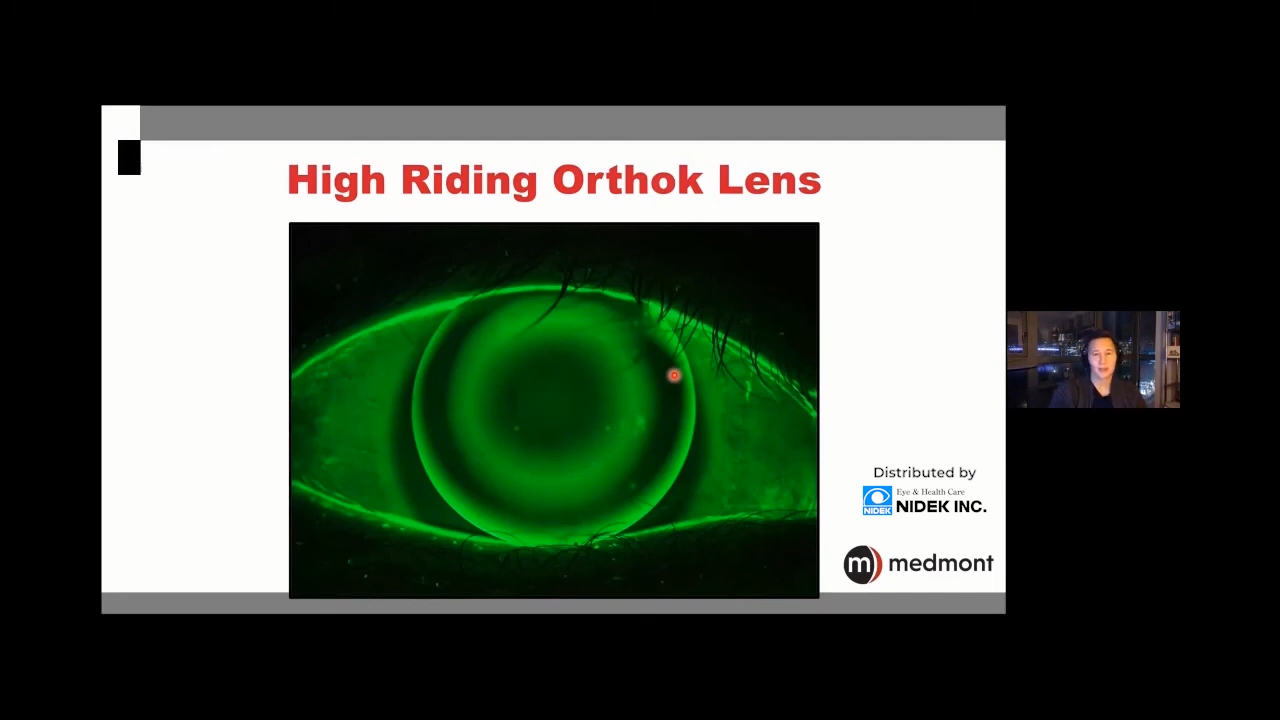 High Riding Orthok Lens
Distributed by
Eye & Health Care
NIDEK
NIDEK INC.
m medmont